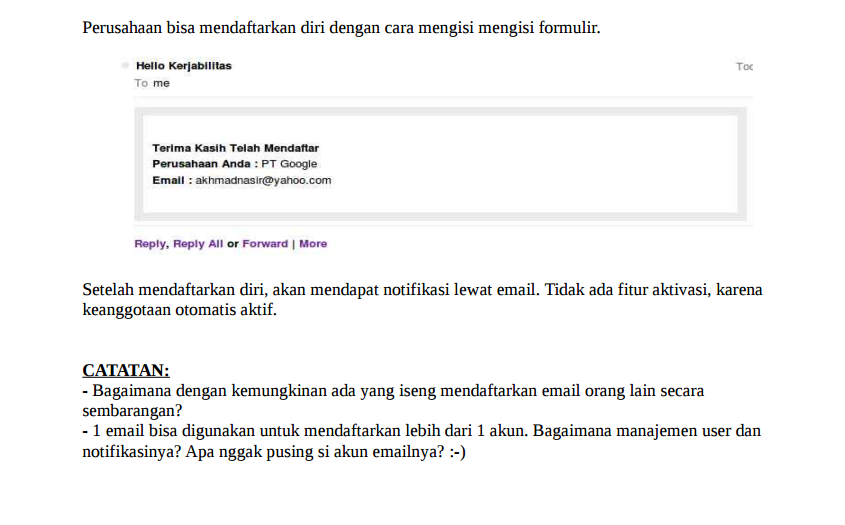 Perusahaan bisa mendaftarkan diri dengan cara mengisi mengisi formulir.
Hello Kerjabilitas
To me
Terima Kasih Telah Mendaftar
Perusahaan Anda : PT Google
Email : akhmadnasir@yahoo.com
Reply, Reply All or Forward | More
Setelah mendaftarkan diri, akan mendapat notifikasi lewat email. Tidak ada fitur aktivasi, karena
keanggotaan otomatis aktif.
CATATAN:
- Bagaimana dengan kemungkinan ada yang iseng mendaftarkan email orang lain secara
sembarangan?
- 1 email bisa digunakan untuk mendaftarkan lebih dari 1 akun. Bagaimana manajemen user dan
notifikasinya? Apa nggak pusing si akun emailnya? :-)